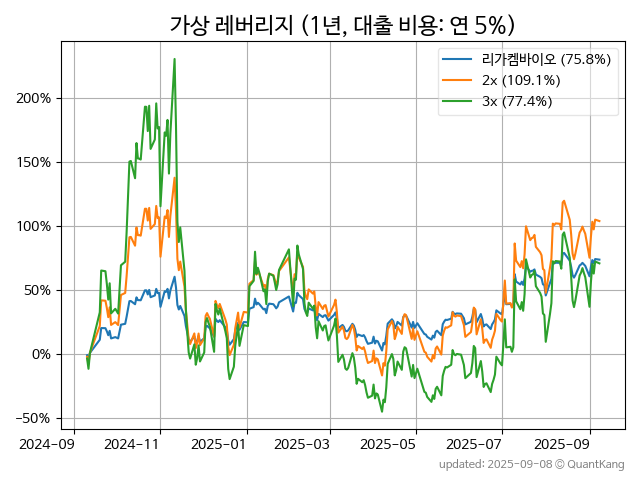 가상 레버리지 (1년, 대출 비용: 연 5%)
리가켐바이오 (75.8%)
2x (109.1%)
3x (77.4%)
200%
150%
100%
50%
0%
−50%
2024-09 2024-11 2025-01 2025-03 2025-05 2025-07 2025-09
updated: 2025-09-08 © QuantKang